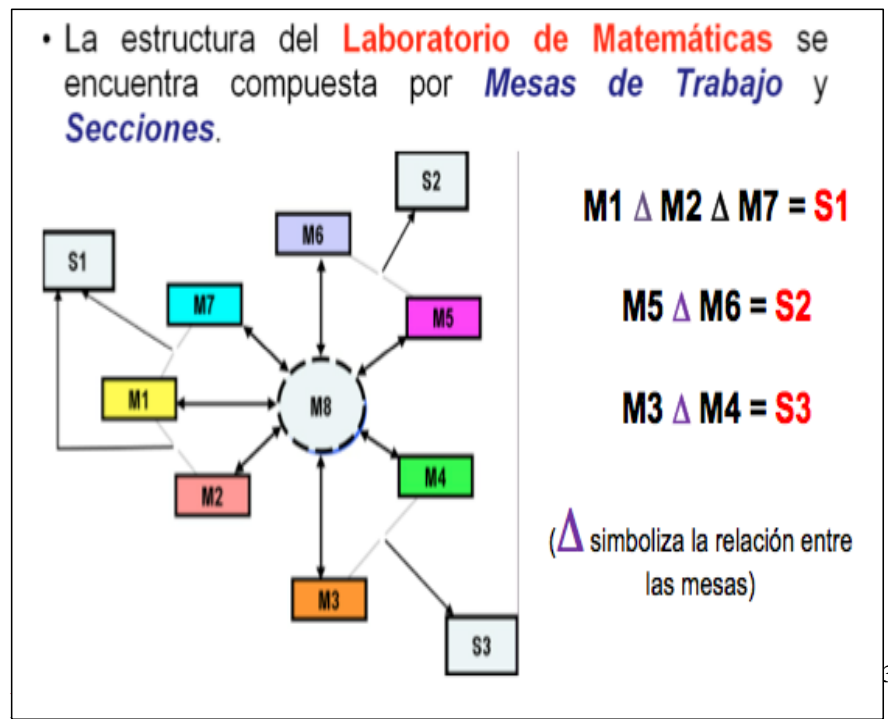 • La estructura del Laboratorio de Matemáticas se
encuentra compuesta por Mesas de Trabajo y
Secciones.
S2
M6
S1
M7
M5
M1
M8
M4
M2
M3
S3
M1 Δ M2 Δ M7 = S1
M5 Δ M6 = S2
M3 Δ M4 = S3
(Δ simboliza la relación entre
las mesas)